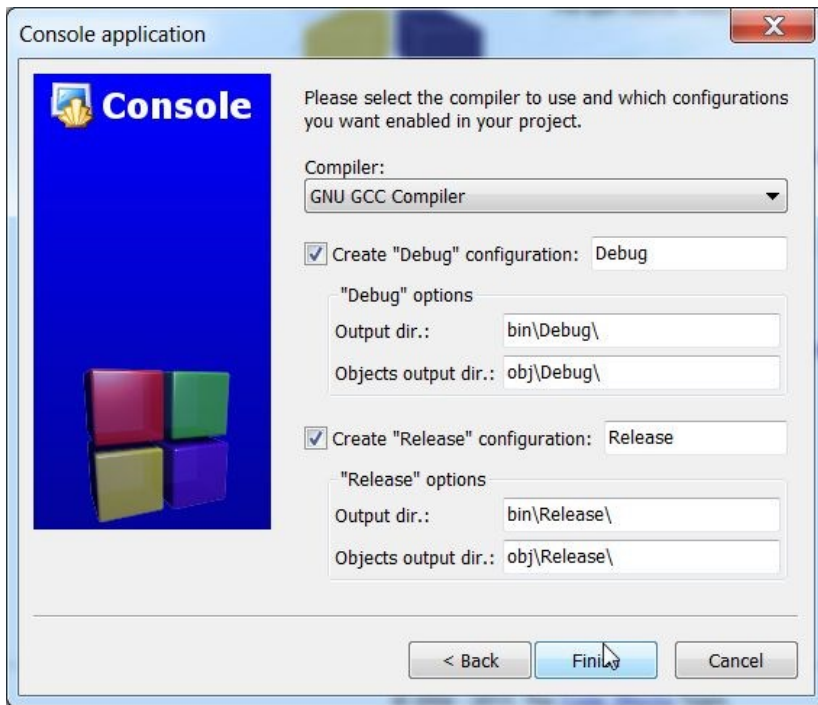 Console application
Console
Please select the compiler to use and which configurations
you want enabled in your project.
Compiler:
GNU GCC Compiler
Create "Debug" configuration: Debug
"Debug" options
Output dir.: bin\Debug\
Objects output dir.: obj\Debug\
Create "Release" configuration: Release
"Release" options
Output dir.: bin\Release\
Objects output dir.: obj\Release\
< Back Finish Cancel